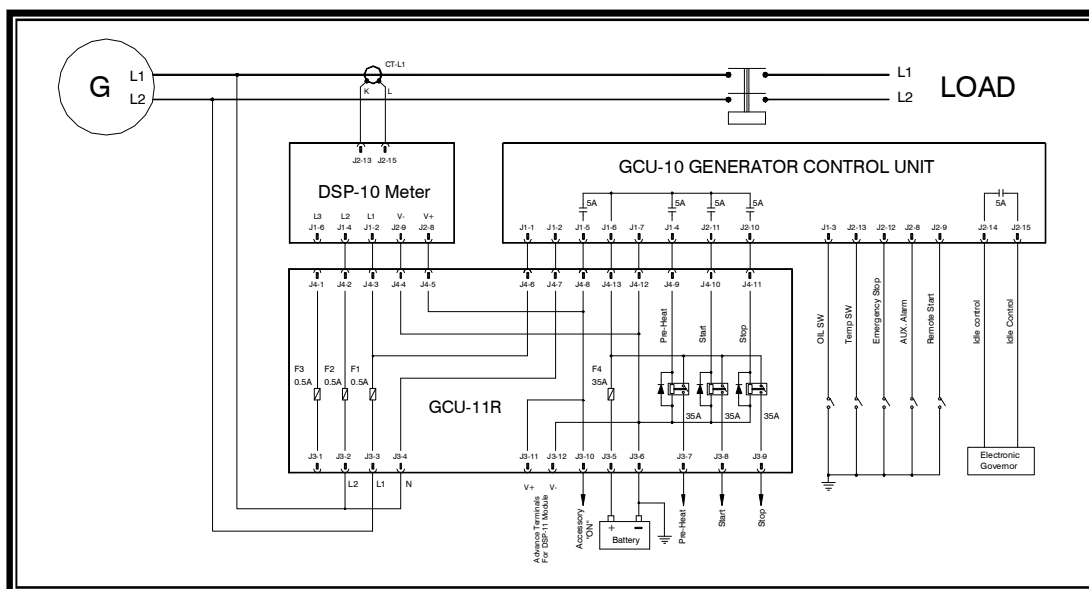 CT-L1
L1
L1
G
LOAD
K
L
L2
L2
J2-13
J2-15
GCU-10 GENERATOR CONTROL UNIT
DSP-10 Meter
5A
5A
5A
5A
5A
L3
L2
L1
V-
V+
J1-6
J1-4
J1-2
J2-9
J2-8
J1-1
J1-2
J1-5
J1-6
J1-7
J1-4
J2-11
J2-10
J1-3
J2-13
J2-12
J2-8
J2-9
J2-14
J2-15
J4-1
J4-2
J4-3
J4-4
J4-5
J4-6
J4-7
J4-8
J4-13
J4-12
J4-9
J4-10
J4-11
Pre-Heat
Start
Stop
OIL SW
Temp SW
Emergency Stop
AUX. Alarm
Remote Start
Idle control
Idle Control
F3
0.5A
F2
0.5A
F1
0.5A
F4
35A
GCU-11R
35A
35A
35A
J3-1
J3-2
J3-3
J3-4
J3-11
J3-12
J3-10
J3-5
J3-6
J3-7
J3-8
J3-9
L2
L1
N
V+
V-
Electronic
Governor
Advance Terminals
For DSP-11 Module
Accessory
"ON"
+
-
Battery
Pre-Heat
Start
Stop